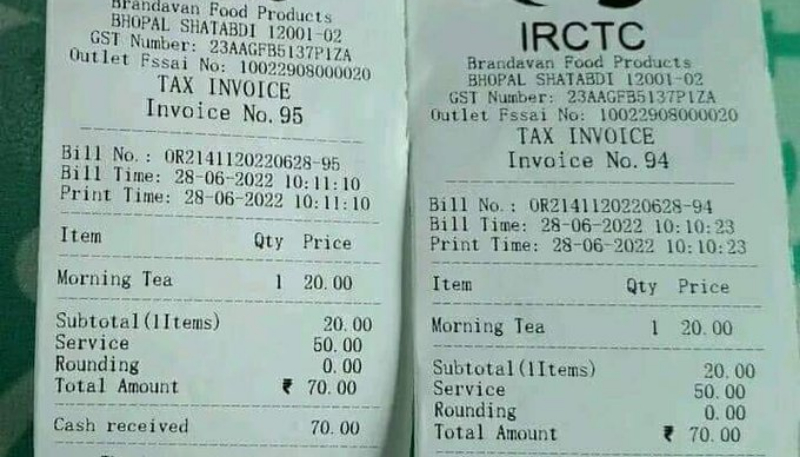 Brandavan Food Products
BHOPAL SHATABDI 12001-02
GST Number: 23AAGFB5137P1ZA
Outlet Fssai No: 10022908000020
TAX INVOICE
Invoice No. 95
Bill No.: OR2141120220628-95
Bill Time: 28-06-2022 10:11:10
Print Time: 28-06-2022 10:11:10
Item Qty Price
Morning Tea 1 20.00
Subtotal(1Items) 20.00
Service 50.00
Rounding 0.00
Total Amount ₹ 70.00
Cash received 70.00
IRCTC
Brandavan Food Products
BHOPAL SHATABDI 12001-02
GST Number: 23AAGFB5137P1ZA
Outlet Fssai No: 10022908000020
TAX INVOICE
Invoice No. 94
Bill No.: OR2141120220628-94
Bill Time: 28-06-2022 10:10:23
Print Time: 28-06-2022 10:10:23
Item Qty Price
Morning Tea 1 20.00
Subtotal(1Items) 20.00
Service 50.00
Rounding 0.00
Total Amount ₹ 70.00